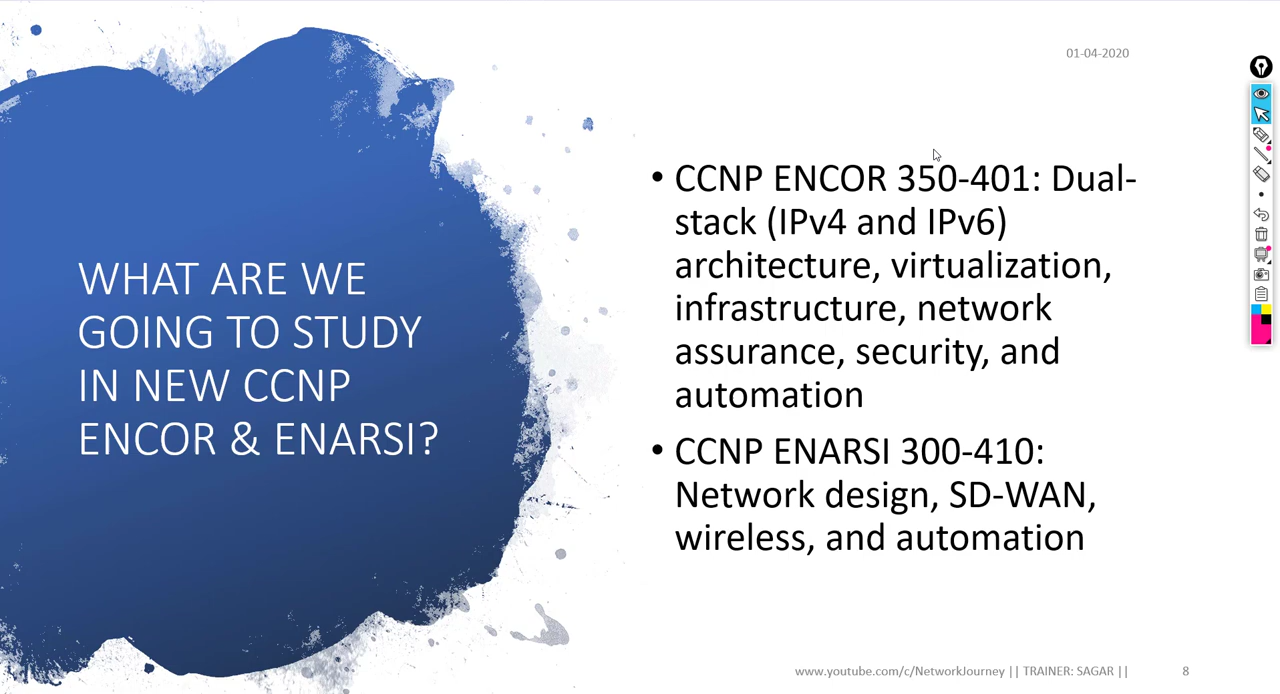 01-04-2020
WHAT ARE WE
GOING TO STUDY
IN NEW CCNP
ENCOR & ENARSI?
• CCNP ENCOR 350-401: Dual-
stack (IPv4 and IPv6)
architecture, virtualization,
infrastructure, network
assurance, security, and
automation
• CCNP ENARSI 300-410:
Network design, SD-WAN,
wireless, and automation
www.youtube.com/c/NetworkJourney || TRAINER: SAGAR ||
8